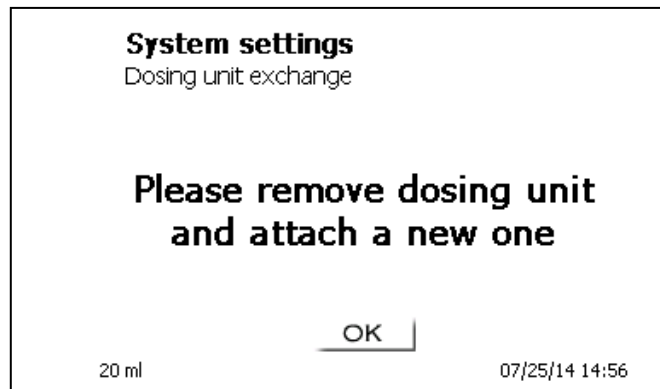 System settings
Dosing unit exchange
Please remove dosing unit
and attach a new one
OK
20 ml 07/25/14 14:56